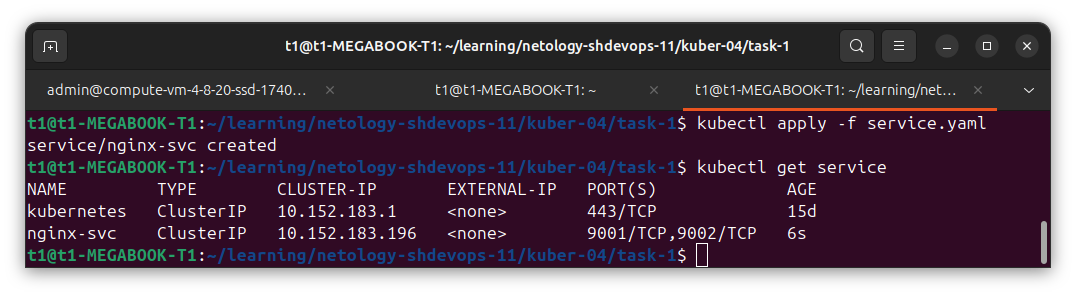 t1@t1-MEGABOOK-T1: ~/learning/netology-shdevops-11/kuber-04/task-1
admin@compute-vm-4-8-20-ssd-1740... × t1@t1-MEGABOOK-T1: ~ × t1@t1-MEGABOOK-T1: ~/learning/net... ×
t1@t1-MEGABOOK-T1:~/learning/netology-shdevops-11/kuber-04/task-1$ kubectl apply -f service.yaml
service/nginx-svc created
t1@t1-MEGABOOK-T1:~/learning/netology-shdevops-11/kuber-04/task-1$ kubectl get service
NAME         TYPE        CLUSTER-IP       EXTERNAL-IP   PORT(S)             AGE
kubernetes   ClusterIP   10.152.183.1     <none>        443/TCP             15d
nginx-svc    ClusterIP   10.152.183.196   <none>        9001/TCP,9002/TCP   6s
t1@t1-MEGABOOK-T1:~/learning/netology-shdevops-11/kuber-04/task-1$